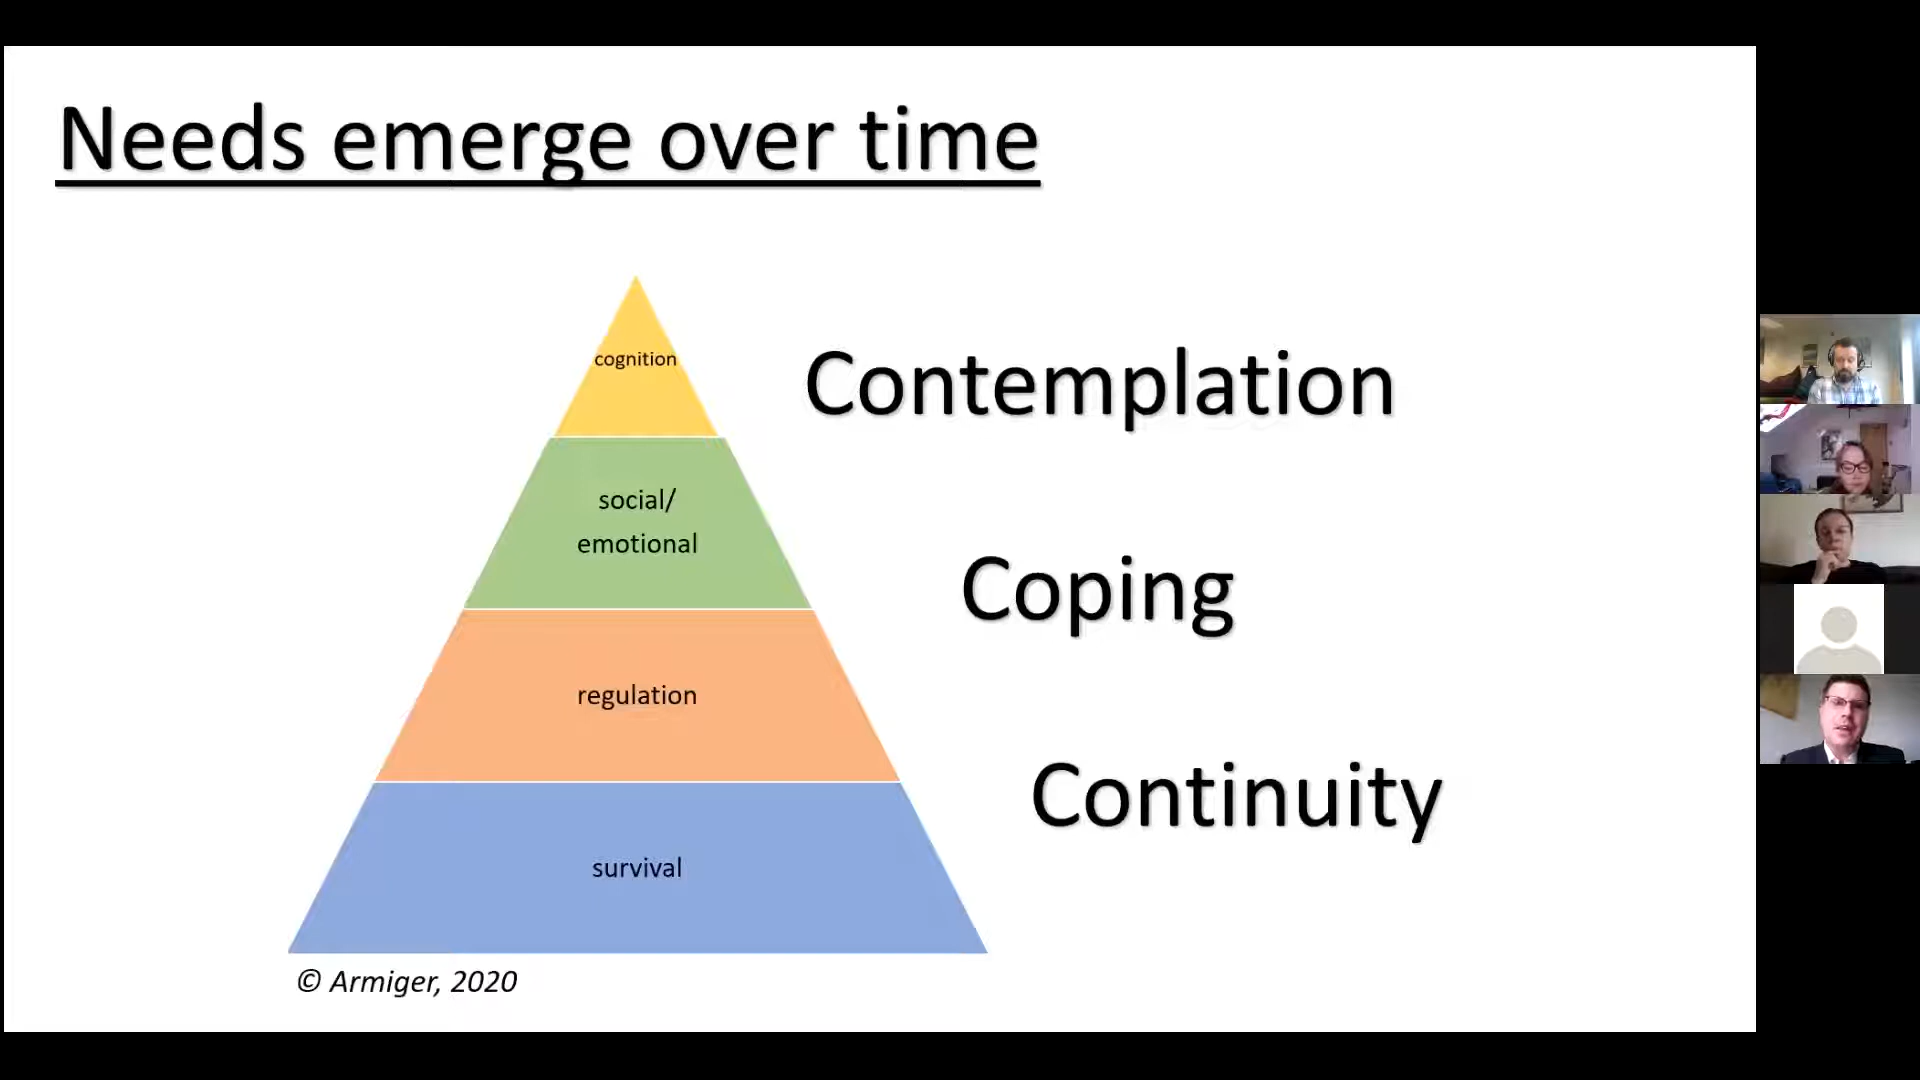 Needs emerge over time
cognition
Contemplation
social/
emotional
Coping
regulation
Continuity
survival
© Armiger, 2020